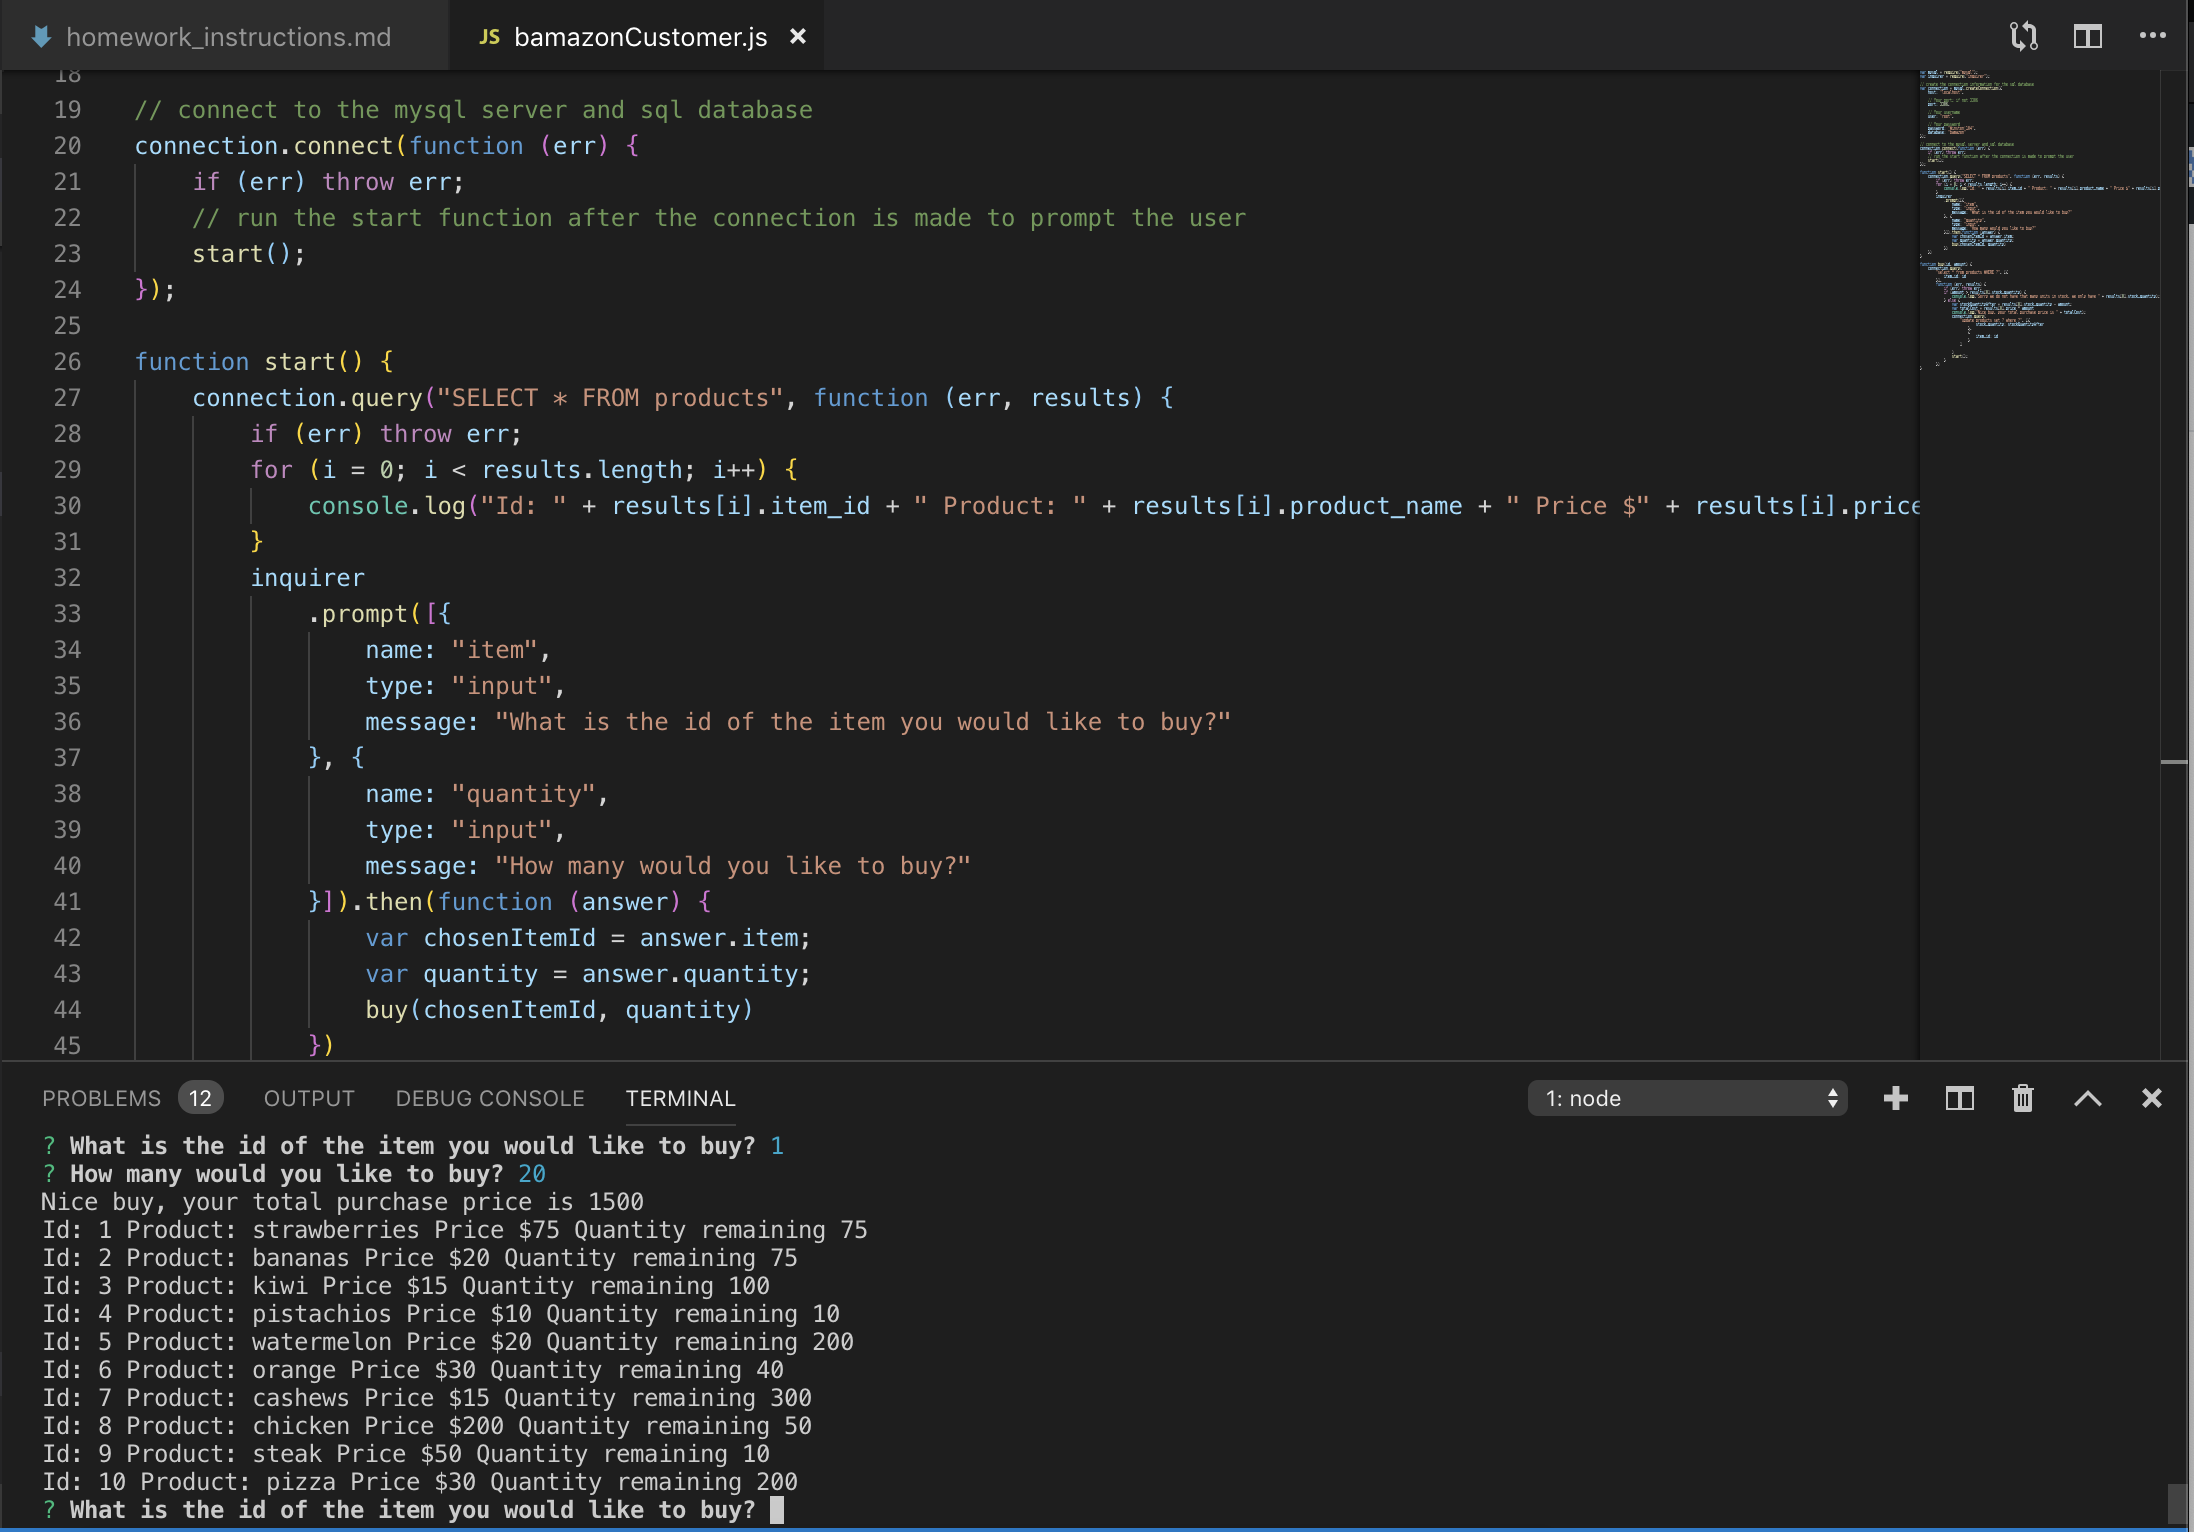 homework_instructions.md
JS bamazonCustomer.js ×
18
19 // connect to the mysql server and sql database
20 connection.connect(function (err) {
21 if (err) throw err;
22 // run the start function after the connection is made to prompt the user
23 start();
24 });
25
26 function start() {
27 connection.query("SELECT * FROM products", function (err, results) {
28 if (err) throw err;
29 for (i = 0; i < results.length; i++) {
30 console.log("Id: " + results[i].item_id + " Product: " + results[i].product_name + " Price $" + results[i].price
31 }
32 inquirer
33 .prompt([{
34 name: "item",
35 type: "input",
36 message: "What is the id of the item you would like to buy?"
37 }, {
38 name: "quantity",
39 type: "input",
40 message: "How many would you like to buy?"
41 }]).then(function (answer) {
42 var chosenItemId = answer.item;
43 var quantity = answer.quantity;
44 buy(chosenItemId, quantity)
45 })
PROBLEMS 12 OUTPUT DEBUG CONSOLE TERMINAL 1: node
? What is the id of the item you would like to buy? 1
? How many would you like to buy? 20
Nice buy, your total purchase price is 1500
Id: 1 Product: strawberries Price $75 Quantity remaining 75
Id: 2 Product: bananas Price $20 Quantity remaining 75
Id: 3 Product: kiwi Price $15 Quantity remaining 100
Id: 4 Product: pistachios Price $10 Quantity remaining 10
Id: 5 Product: watermelon Price $20 Quantity remaining 200
Id: 6 Product: orange Price $30 Quantity remaining 40
Id: 7 Product: cashews Price $15 Quantity remaining 300
Id: 8 Product: chicken Price $200 Quantity remaining 50
Id: 9 Product: steak Price $50 Quantity remaining 10
Id: 10 Product: pizza Price $30 Quantity remaining 200
? What is the id of the item you would like to buy?